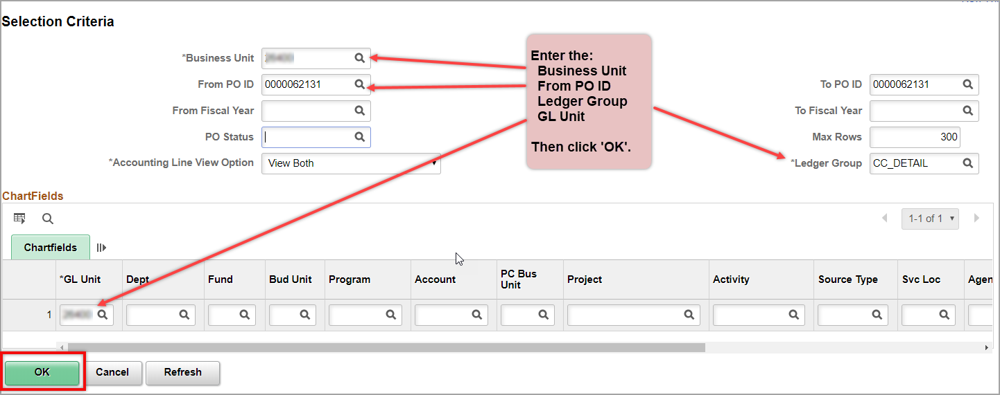 Selection Criteria
*Business Unit
From PO ID 0000062131
From Fiscal Year
PO Status
*Accounting Line View Option View Both
Enter the:
Business Unit
From PO ID
Ledger Group
GL Unit
Then click 'OK'.
To PO ID 0000062131
To Fiscal Year
Max Rows 300
*Ledger Group CC_DETAIL
ChartFields
1-1 of 1
Chartfields
*GL Unit Dept Fund Bud Unit Program Account PC Bus Unit Project Activity Source Type Svc Loc Agen
1
OK Cancel Refresh